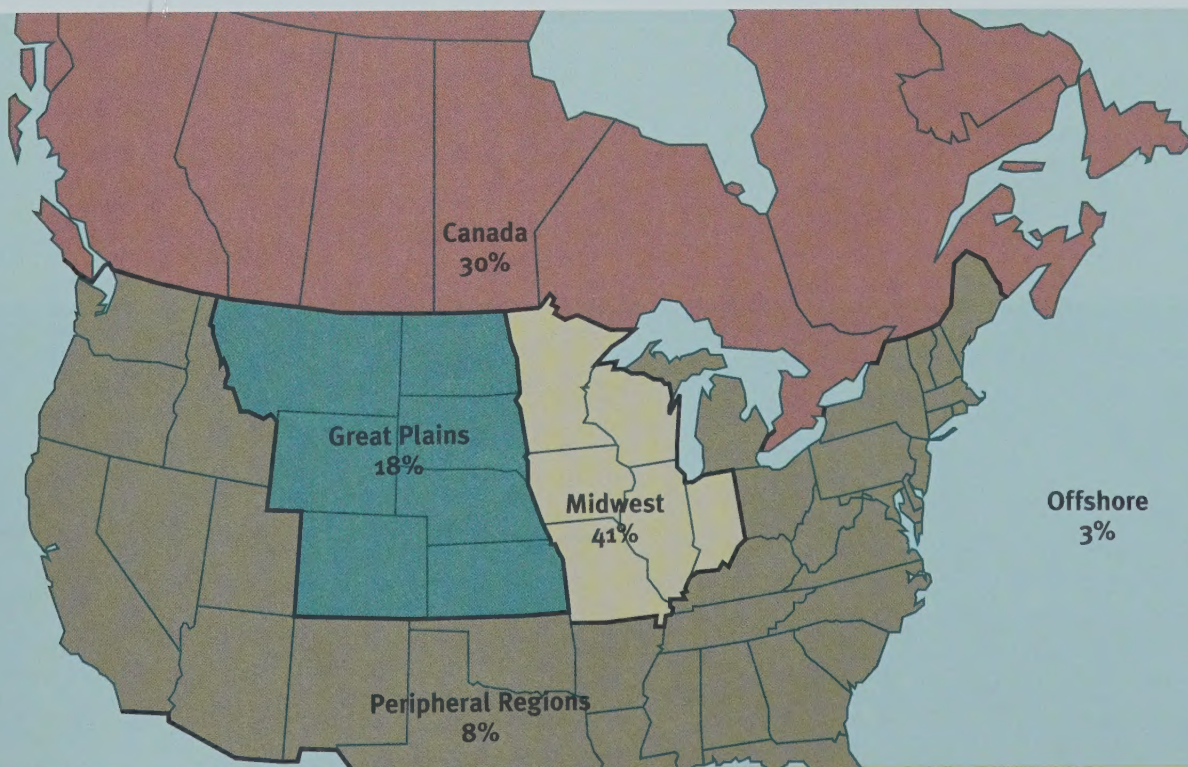 Canada
30%
Great Plains
18%
Midwest
41%
Offshore
3%
Peripheral Regions
8%